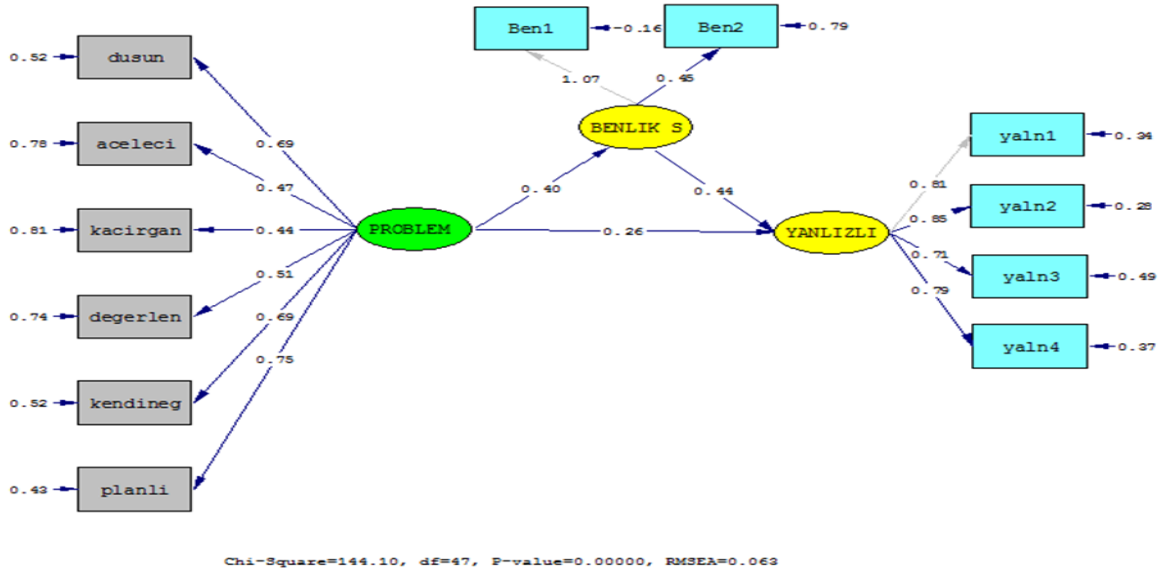 Ben1
-0.16
Ben2
0.79
0.52
dusun
1.07
0.45
0.78
aceleci
0.69
BENLIK S
yaln1
0.34
0.47
0.40
0.44
0.81
yaln2
0.28
0.81
kacirgan
0.44
PROBLEM
0.26
YANLIZLI
0.85
0.71
yaln3
0.49
0.51
0.79
0.74
degerlen
0.69
yaln4
0.37
0.75
0.52
kendineg
0.43
planli
Chi-Square=144.10, df=47, P-value=0.00000, RMSEA=0.063